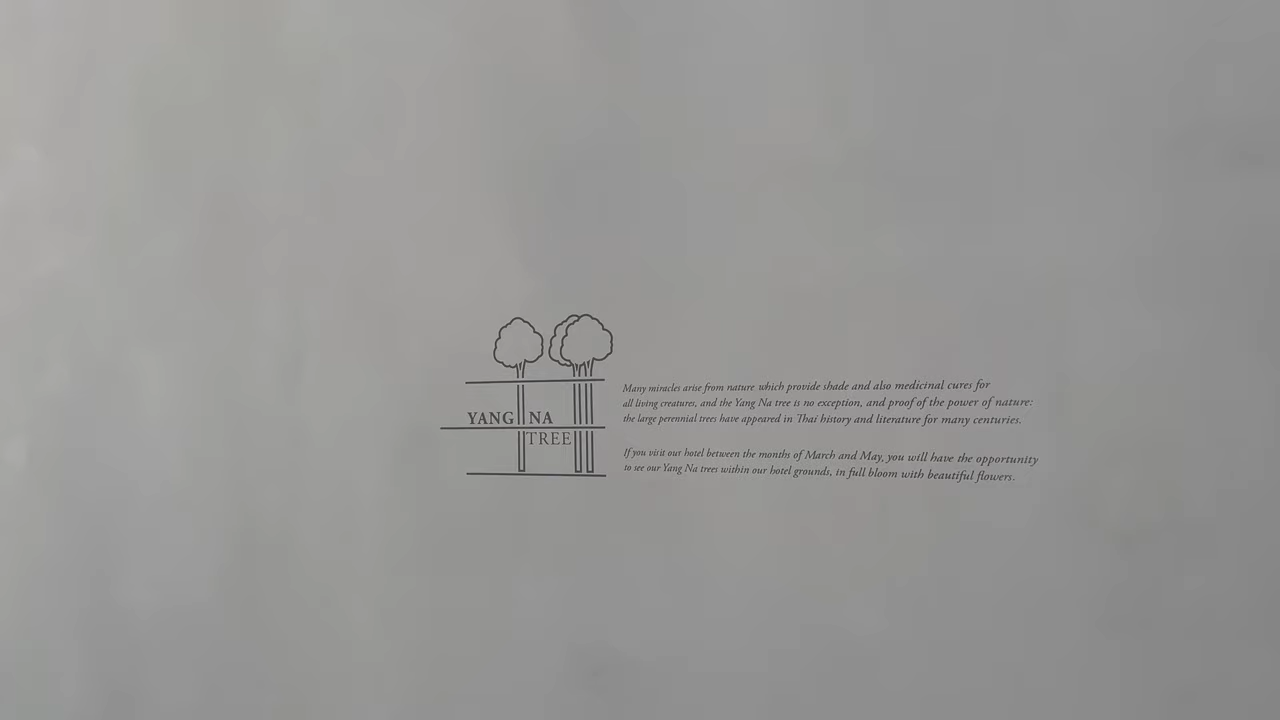 YANG NA
TREE
Many miracles arise from nature which provide shade and also medicinal cures for
all living creatures, and the Yang Na tree is no exception, and proof of the power of nature:
the large perennial trees have appeared in Thai history and literature for many centuries.
If you visit our hotel between the months of March and May, you will have the opportunity
to see our Yang Na trees within our hotel grounds, in full bloom with beautiful flowers.